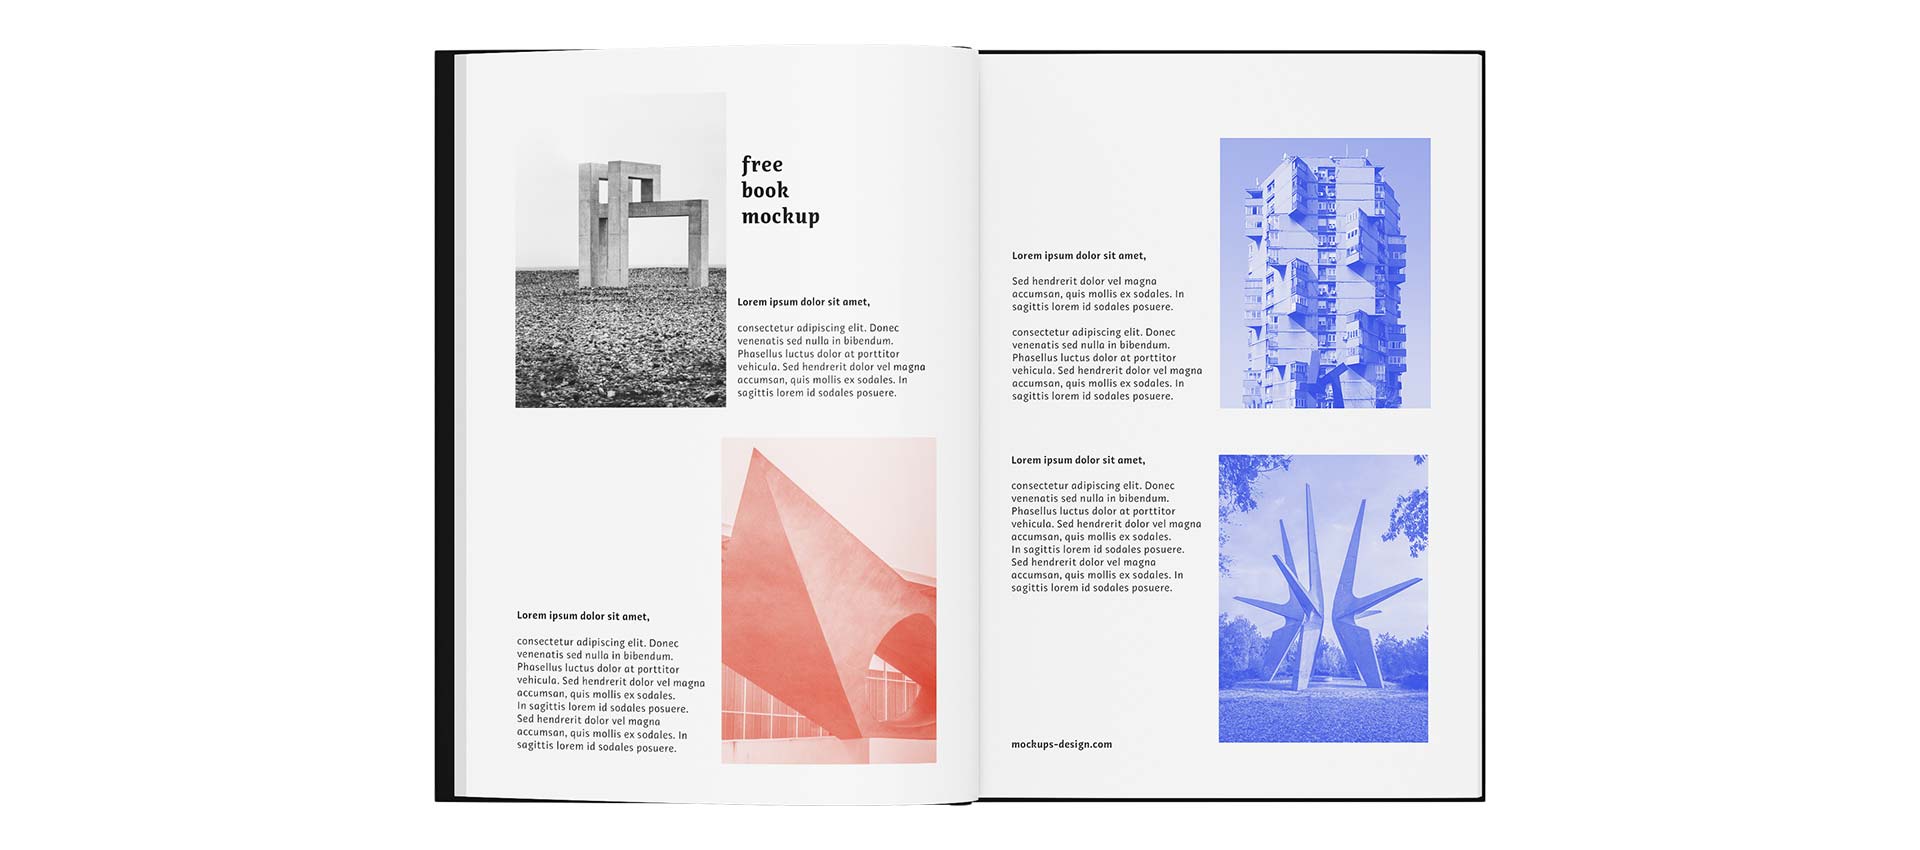 free
book
mockup
Lorem ipsum dolor sit amet,
consectetur adipiscing elit. Donec
venenatis sed nulla in bibendum.
Phasellus luctus dolor at porttitor
vehicula. Sed hendrerit dolor vel magna
accumsan, quis mollis ex sodales. In
sagittis lorem id sodales posuere.
Lorem ipsum dolor sit amet,
consectetur adipiscing elit. Donec
venenatis sed nulla in bibendum.
Phasellus luctus dolor at porttitor
vehicula. Sed hendrerit dolor vel magna
accumsan, quis mollis ex sodales.
In sagittis lorem id sodales posuere.
Sed hendrerit dolor vel magna
accumsan, quis mollis ex sodales. In
sagittis lorem id sodales posuere.
Lorem ipsum dolor sit amet,
Sed hendrerit dolor vel magna
accumsan, quis mollis ex sodales. In
sagittis lorem id sodales posuere.
consectetur adipiscing elit. Donec
venenatis sed nulla in bibendum.
Phasellus luctus dolor at porttitor
vehicula. Sed hendrerit dolor vel magna
accumsan, quis mollis ex sodales. In
sagittis lorem id sodales posuere.
Lorem ipsum dolor sit amet,
consectetur adipiscing elit. Donec
venenatis sed nulla in bibendum.
Phasellus luctus dolor at porttitor
vehicula. Sed hendrerit dolor vel magna
accumsan, quis mollis ex sodales.
In sagittis lorem id sodales posuere.
Sed hendrerit dolor vel magna
accumsan, quis mollis ex sodales. In
sagittis lorem id sodales posuere.
mockups-design.com